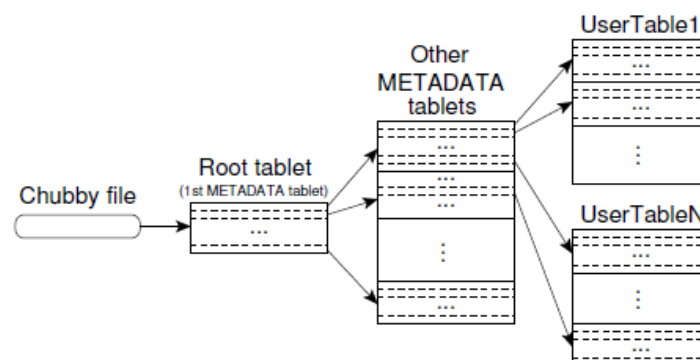 UserTable1
Other
METADATA
tablets
Root tablet
(1st METADATA tablet)
Chubby file
UserTableN
...
...
...
...
...
...
...
...
...